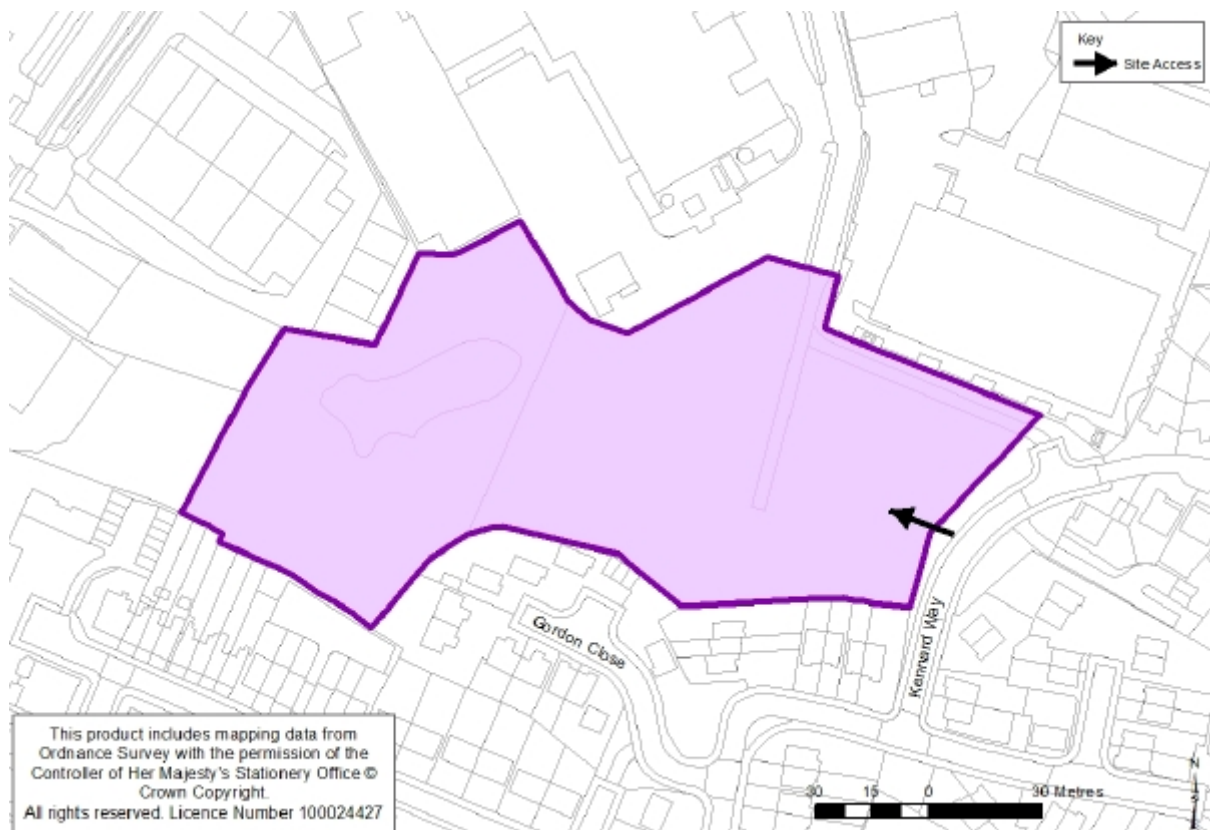 Key
Site Access
Gordon Close
Kennard Way
This product includes mapping data from
Ordnance Survey with the permission of the
Controller of Her Majesty's Stationery Office ©
Crown Copyright.
All rights reserved. Licence Number 100024427
30 15 0 30 Metres
N